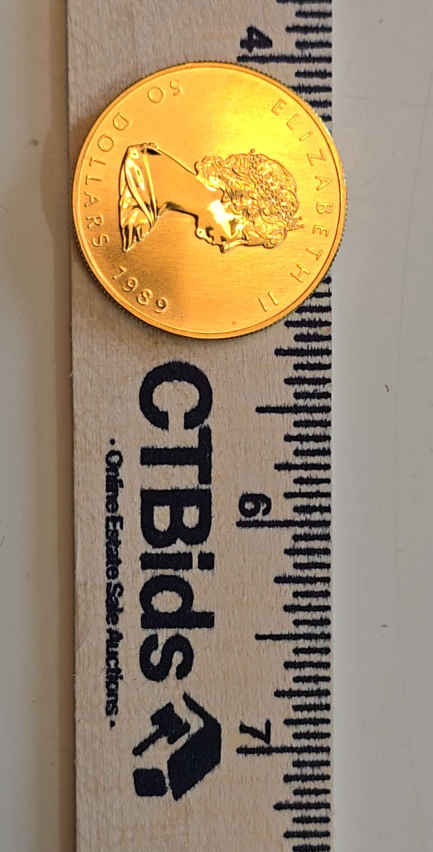 4
ELIZABETH II
50 DOLLARS 1989
CTBids
· Online Estate Sale Auctions ·
6
7